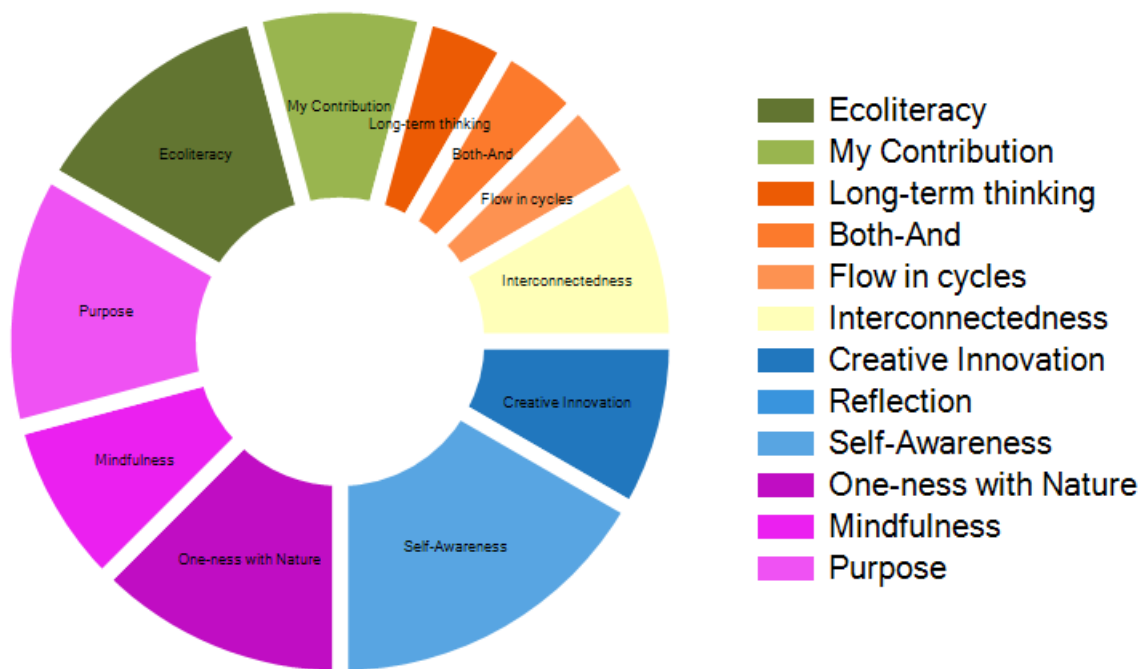 My Contribution
Long-term thinking
Ecoliteracy
Both-And
Flow in cycles
Purpose
Interconnectedness
Creative Innovation
Mindfulness
Self-Awareness
One-ness with Nature
Ecoliteracy
My Contribution
Long-term thinking
Both-And
Flow in cycles
Interconnectedness
Creative Innovation
Reflection
Self-Awareness
One-ness with Nature
Mindfulness
Purpose